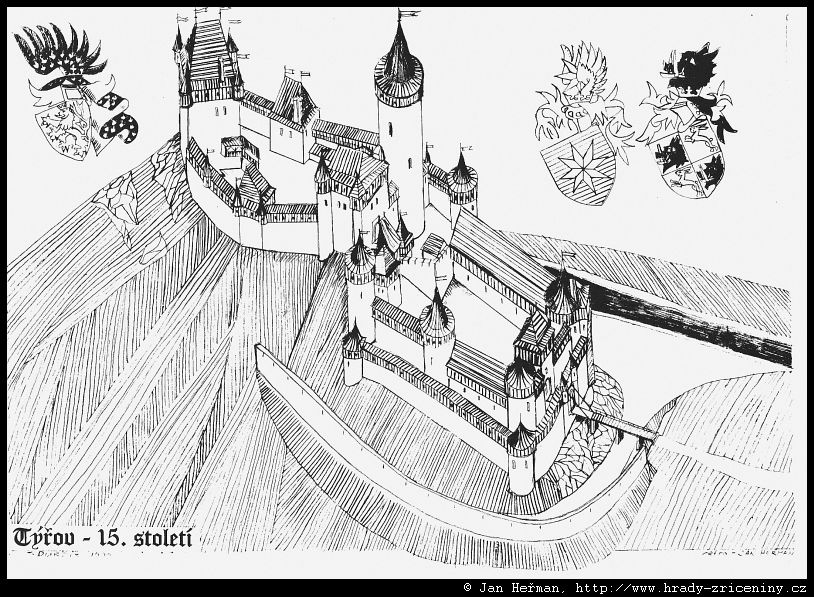 Týřov - 15. století
© Jan Heřman, http://www.hrady-zriceniny.cz